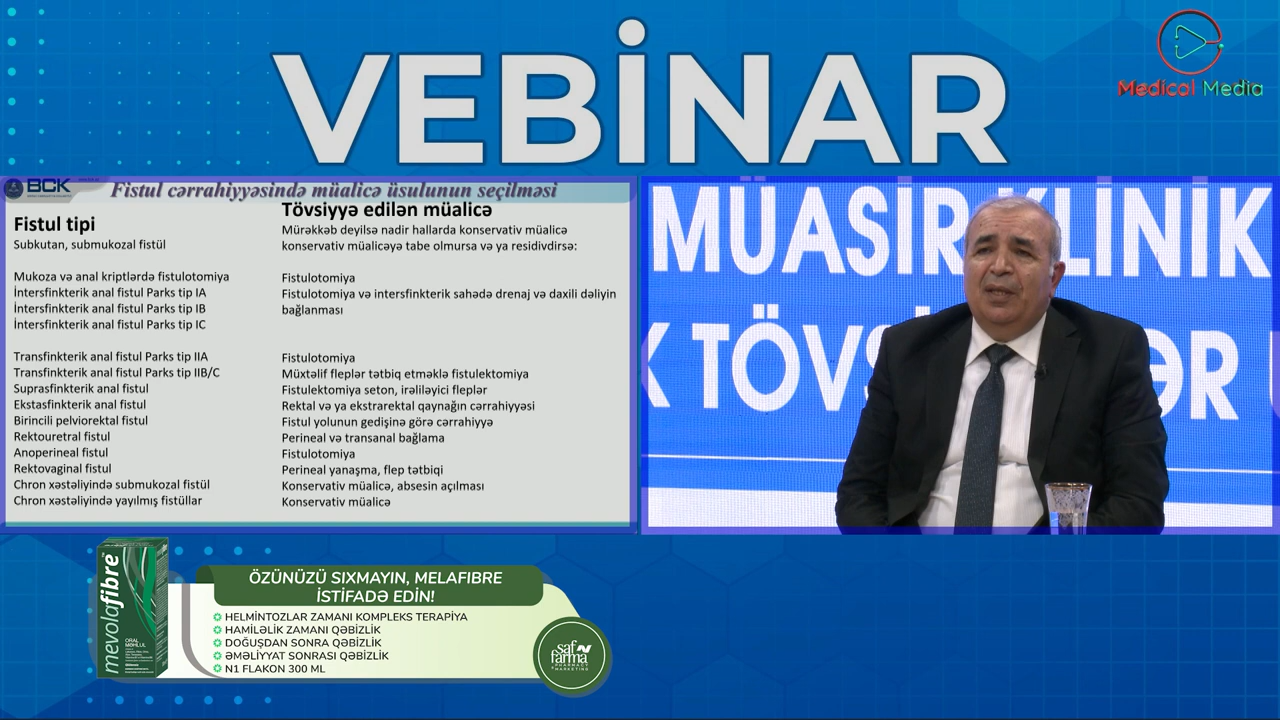 VEBİNAR
Medical Media
BCK
Fistul cərrahiyyəsində müalicə üsulunun seçilməsi
Fistul tipi
Tövsiyyə edilən müalicə
Subkutan, submukozal fistül
Mürəkkəb deyilsə nadir hallarda konservativ müalicə
konservativ müalicəyə tabe olmursa və ya residivdirsə:
Mukoza və anal kriptlərdə fistulotomiya
Fistulotomiya
İntersfinkterik anal fistul Parks tip IA
Fistulotomiya və intersfinkterik sahədə drenaj və daxili dəliyin
İntersfinkterik anal fistul Parks tip IB
bağlanması
İntersfinkterik anal fistul Parks tip IC
Transfinkterik anal fistul Parks tip IIA
Fistulotomiya
Transfinkterik anal fistul Parks tip IIB/C
Müxtəlif fleplər tətbiq etməklə fistulektomiya
Suprasfinkterik anal fistul
Fistulektomiya seton, irəliləyici fleplər
Ekstasfinkterik anal fistul
Rektal və ya ekstrarektal qaynağın cərrahiyyəsi
Birincili pelviorektal fistul
Fistul yolunun gedişinə görə cərrahiyyə
Rektouretral fistul
Perineal və transanal bağlama
Anoperineal fistul
Fistulotomiya
Rektovaginal fistul
Perineal yanaşma, flep tətbiqi
Chron xəstəliyində submukozal fistül
Konservativ müalicə, absesin açılması
Chron xəstəliyində yayılmış fistüllar
Konservativ müalicə
MÜASİR KLİNİK
K TÖVS ƏR
mevolafibre
ORAL
MƏHLUL
ÖZÜNÜZÜ SIXMAYIN, MELAFIBRE
İSTİFADƏ EDİN!
HELMİNTOZLAR ZAMANI KOMPLEKS TERAPİYA
HAMİLƏLİK ZAMANI QƏBİZLİK
DOĞUŞDAN SONRA QƏBİZLİK
ƏMƏLİYYAT SONRASI QƏBİZLİK
N1 FLAKON 300 ML
saf
farma
PHARMACY
MARKETING